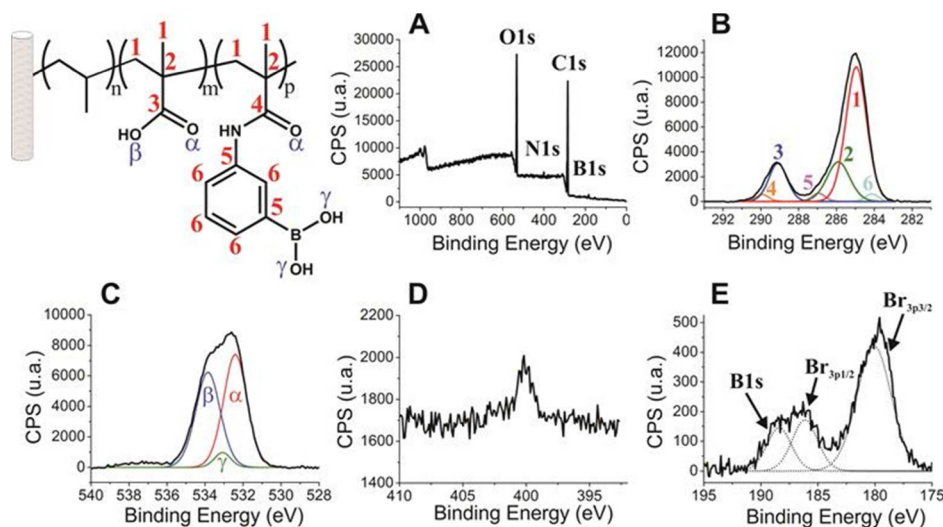 1
1
1
1
2
2
n
m
p
3
4
HO
β
O
α
HN
O
α
5
6
6
6
5
6
B
OH
γ
γ
OH
A
CPS (u.a.)
30000
25000
20000
15000
10000
5000
0
O1s
C1s
N1s
B1s
1000 800 600 400 200 0
Binding Energy (eV)
B
CPS (u.a.)
12000
10000
8000
6000
4000
2000
0
1
2
3
4
5
6
292 290 288 286 284 282
Binding Energy (eV)
C
CPS (u.a.)
10000
8000
6000
4000
2000
0
β
α
γ
540 538 536 534 532 530 528
Binding Energy (eV)
D
CPS (u.a.)
2200
2000
1800
1600
1400
410 405 400 395
Binding Energy (eV)
E
CPS (u.a.)
500
400
300
200
100
0
B1s
Br3p1/2
Br3p3/2
195 190 185 180 175
Binding Energy (eV)